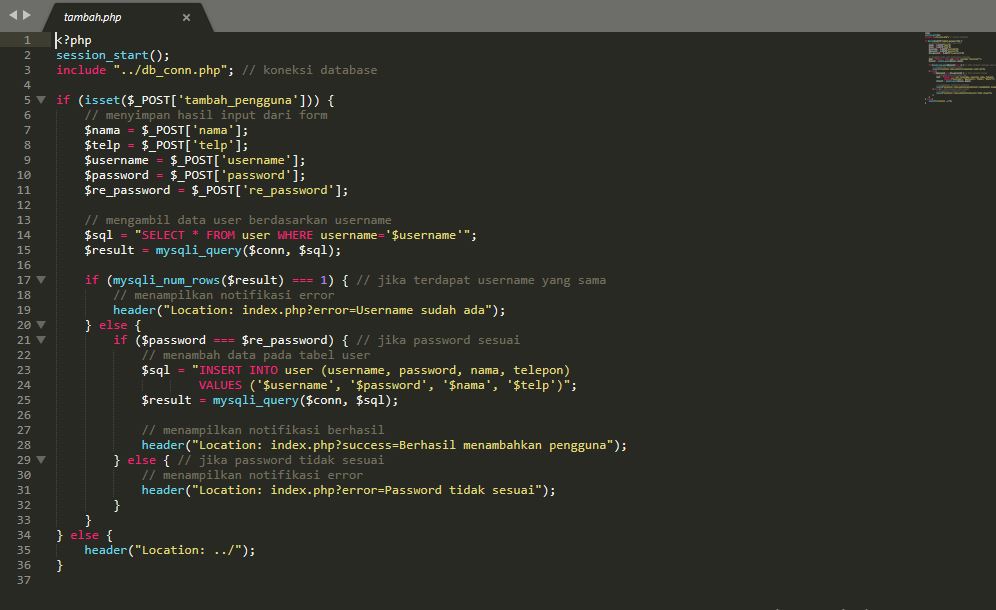 tambah.php
1 <?php
2 session_start();
3 include "../db_conn.php"; // koneksi database
4
5 if (isset($_POST['tambah_pengguna'])) {
6 // menyimpan hasil input dari form
7 $nama = $_POST['nama'];
8 $telp = $_POST['telp'];
9 $username = $_POST['username'];
10 $password = $_POST['password'];
11 $re_password = $_POST['re_password'];
12
13 // mengambil data user berdasarkan username
14 $sql = "SELECT * FROM user WHERE username='$username'";
15 $result = mysqli_query($conn, $sql);
16
17 if (mysqli_num_rows($result) === 1) { // jika terdapat username yang sama
18 // menampilkan notifikasi error
19 header("Location: index.php?error=Username sudah ada");
20 } else {
21 if ($password === $re_password) { // jika password sesuai
22 // menambah data pada tabel user
23 $sql = "INSERT INTO user (username, password, nama, telepon)
24 VALUES ('$username', '$password', '$nama', '$telp')";
25 $result = mysqli_query($conn, $sql);
26
27 // menampilkan notifikasi berhasil
28 header("Location: index.php?success=Berhasil menambahkan pengguna");
29 } else { // jika password tidak sesuai
30 // menampilkan notifikasi error
31 header("Location: index.php?error=Password tidak sesuai");
32 }
33 }
34 } else {
35 header("Location: ../");
36 }
37